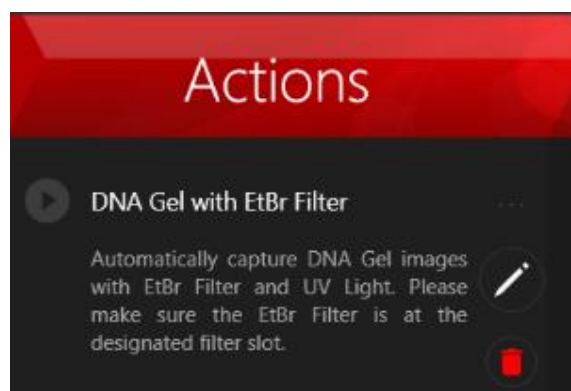 Actions
DNA Gel with EtBr Filter
Automatically capture DNA Gel images
with EtBr Filter and UV Light. Please
make sure the EtBr Filter is at the
designated filter slot.